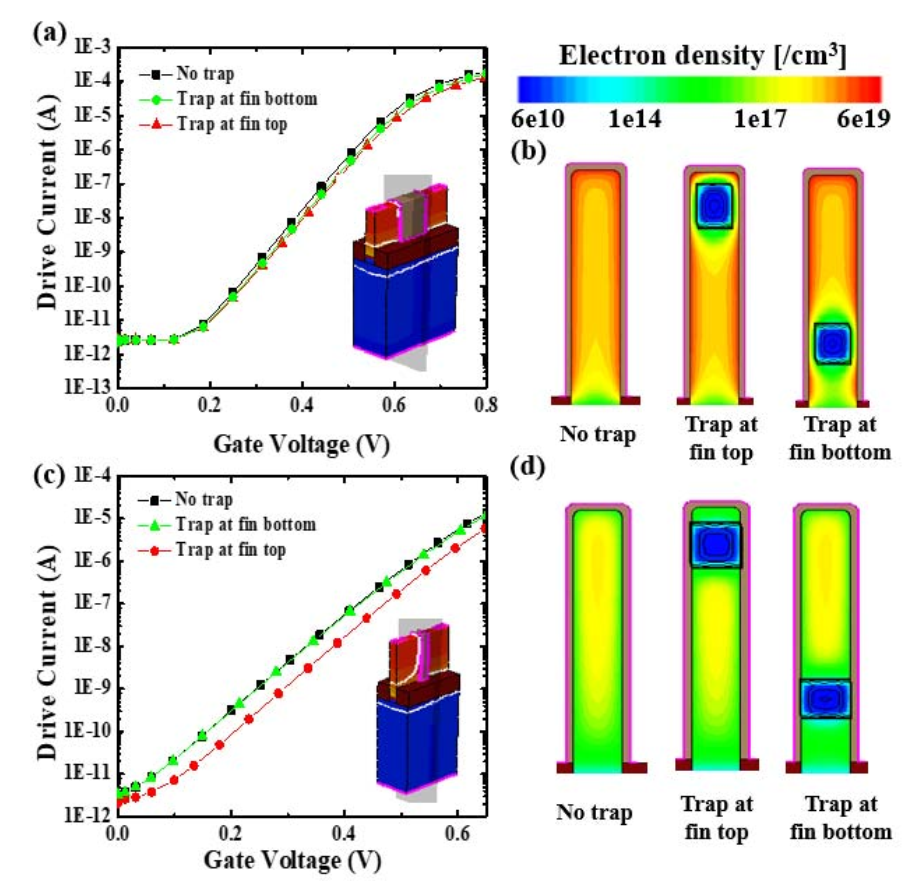 (a)
1E-3
1E-4
1E-5
1E-6
1E-7
1E-8
1E-9
1E-10
1E-11
1E-12
1E-13
Drive Current (A)
No trap
Trap at fin bottom
Trap at fin top
0.0 0.2 0.4 0.6 0.8
Gate Voltage (V)
Electron density [/cm³]
6e10 1e14 1e17 6e19
(b)
No trap
Trap at
fin top
Trap at
fin bottom
(c)
1E-4
1E-5
1E-6
1E-7
1E-8
1E-9
1E-10
1E-11
1E-12
Drive Current (A)
No trap
Trap at fin bottom
Trap at fin top
0.0 0.2 0.4 0.6
Gate Voltage (V)
(d)
No trap
Trap at
fin top
Trap at
fin bottom